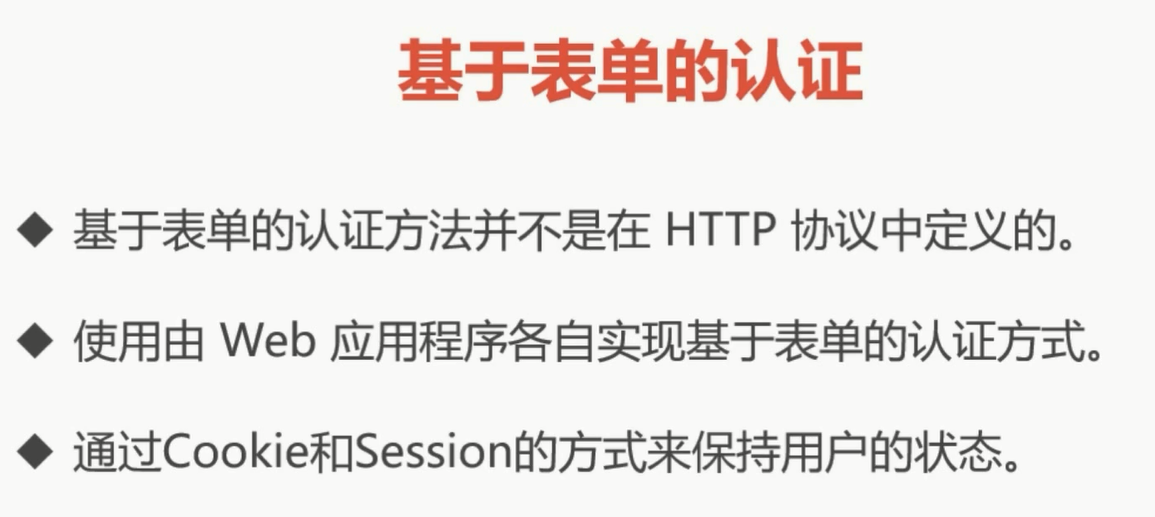 基于表单的认证
◆ 基于表单的认证方法并不是在 HTTP 协议中定义的。
◆ 使用由 Web 应用程序各自实现基于表单的认证方式。
◆ 通过Cookie和Session的方式来保持用户的状态。